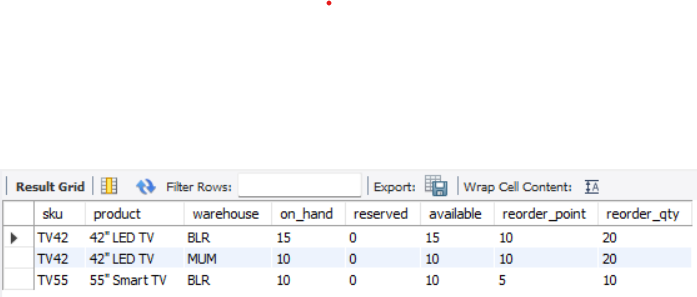 Result Grid Filter Rows: Export: Wrap Cell Content:
sku product warehouse on_hand reserved available reorder_point reorder_qty
TV42 42" LED TV BLR 15 0 15 10 20
TV42 42" LED TV MUM 10 0 10 10 20
TV55 55" Smart TV BLR 10 0 10 5 10